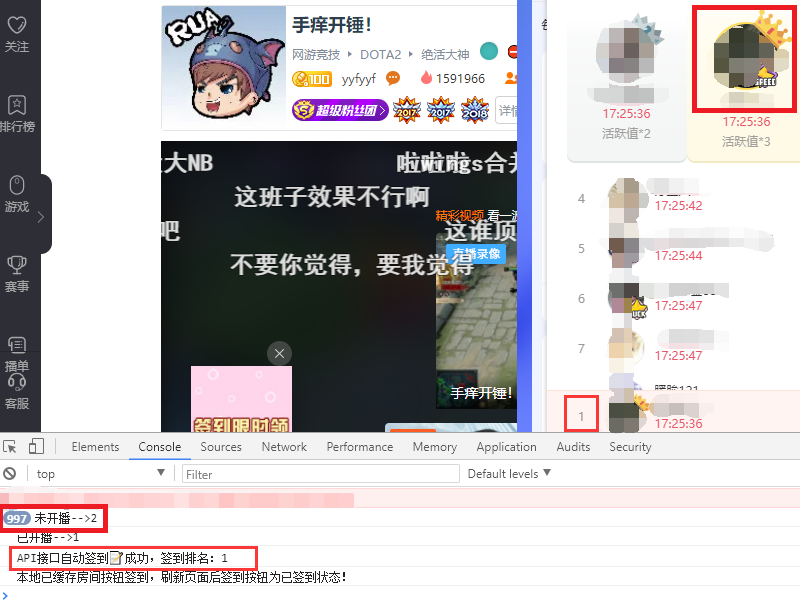 关注
排行榜
游戏
赛事
播单
客服
RUA
手痒开锤!
网游竞技 › DOTA2 › 绝活大神
100 yyfyyf 1591966
5 超级粉丝团 2017 2017 2018 详情
大NB
啦啦啦
这班子效果不行啊
吧
精彩视频 看一
这谁顶
直播录像
不要你觉得，要我觉得
手痒开锤!
签到限时领
17:25:36
活跃值*2
SPEED
17:25:36
活跃值*3
4 17:25:42
5 17:25:44
6 17:25:47
7 17:25:47
1 17:25:36
Elements Console Sources Network Performance Memory Application Audits Security
top Filter Default levels
997 未开播-->2
已开播-->1
API接口自动签到📝成功，签到排名: 1
本地已缓存房间按钮签到，刷新页面后签到按钮为已签到状态!